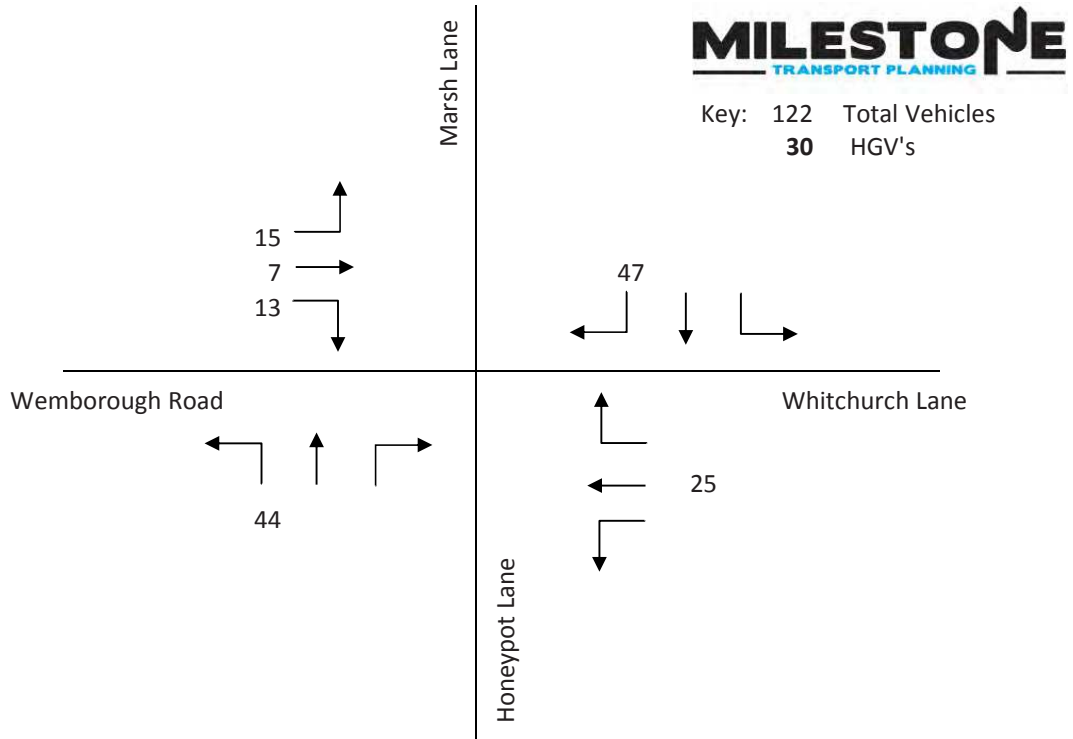 MILESTONE
TRANSPORT PLANNING
Key: 122 Total Vehicles
30 HGV's
Marsh Lane
15
7
13
47
Wemborough Road
Whitchurch Lane
25
44
Honeypot Lane